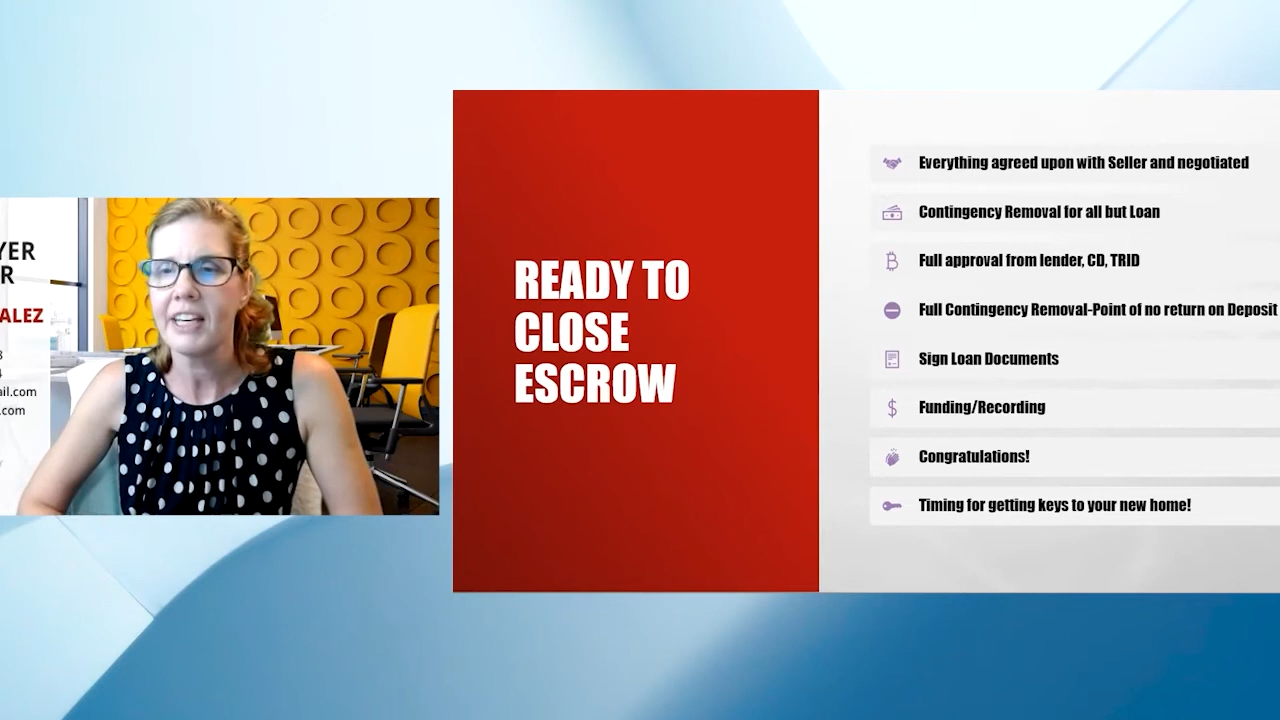 YER
R
ALEZ
8
4
ail.com
.com
READY TO
CLOSE
ESCROW
Everything agreed upon with Seller and negotiated
Contingency Removal for all but Loan
Full approval from lender, CD, TRID
Full Contingency Removal-Point of no return on Deposit
Sign Loan Documents
Funding/Recording
Congratulations!
Timing for getting keys to your new home!